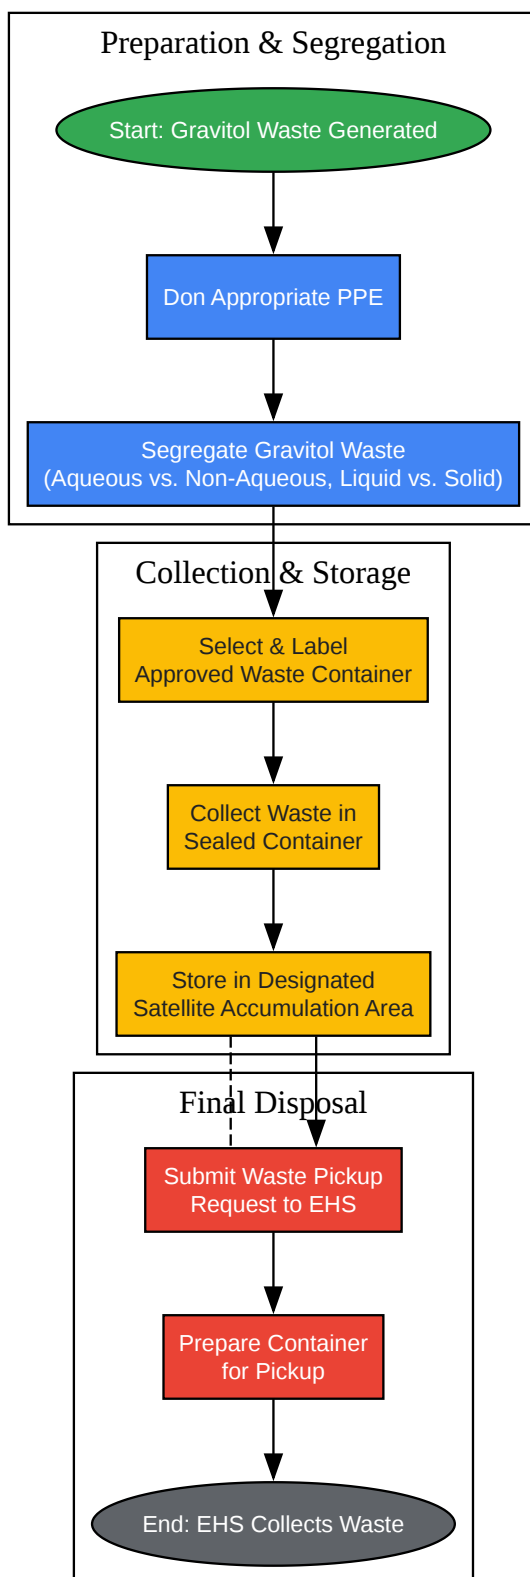 Preparation & Segregation
Start: Gravitol Waste Generated
Don Appropriate PPE
Segregate Gravitol Waste
(Aqueous vs. Non-Aqueous, Liquid vs. Solid)
Collection & Storage
Select & Label
Approved Waste Container
Collect Waste in
Sealed Container
Store in Designated
Satellite Accumulation Area
Final Disposal
Submit Waste Pickup
Request to EHS
Prepare Container
for Pickup
End: EHS Collects Waste